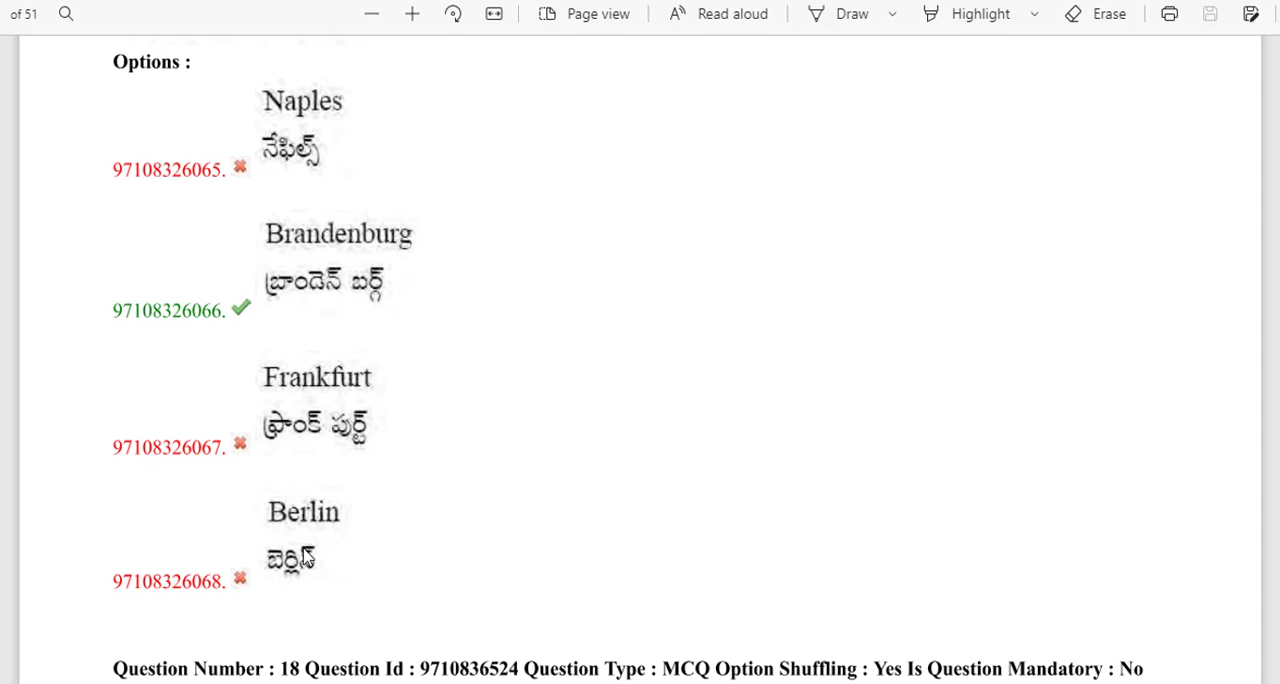 of 51 Page view Read aloud Draw Highlight Erase
Options :
Naples
నేఫిల్స్
97108326065.
Brandenburg
బ్రాండెన్ బర్గ్
97108326066.
Frankfurt
ఫ్రాంక్ పుర్ట్
97108326067.
Berlin
బెర్లిన్
97108326068.
Question Number : 18 Question Id : 9710836524 Question Type : MCQ Option Shuffling : Yes Is Question Mandatory : No